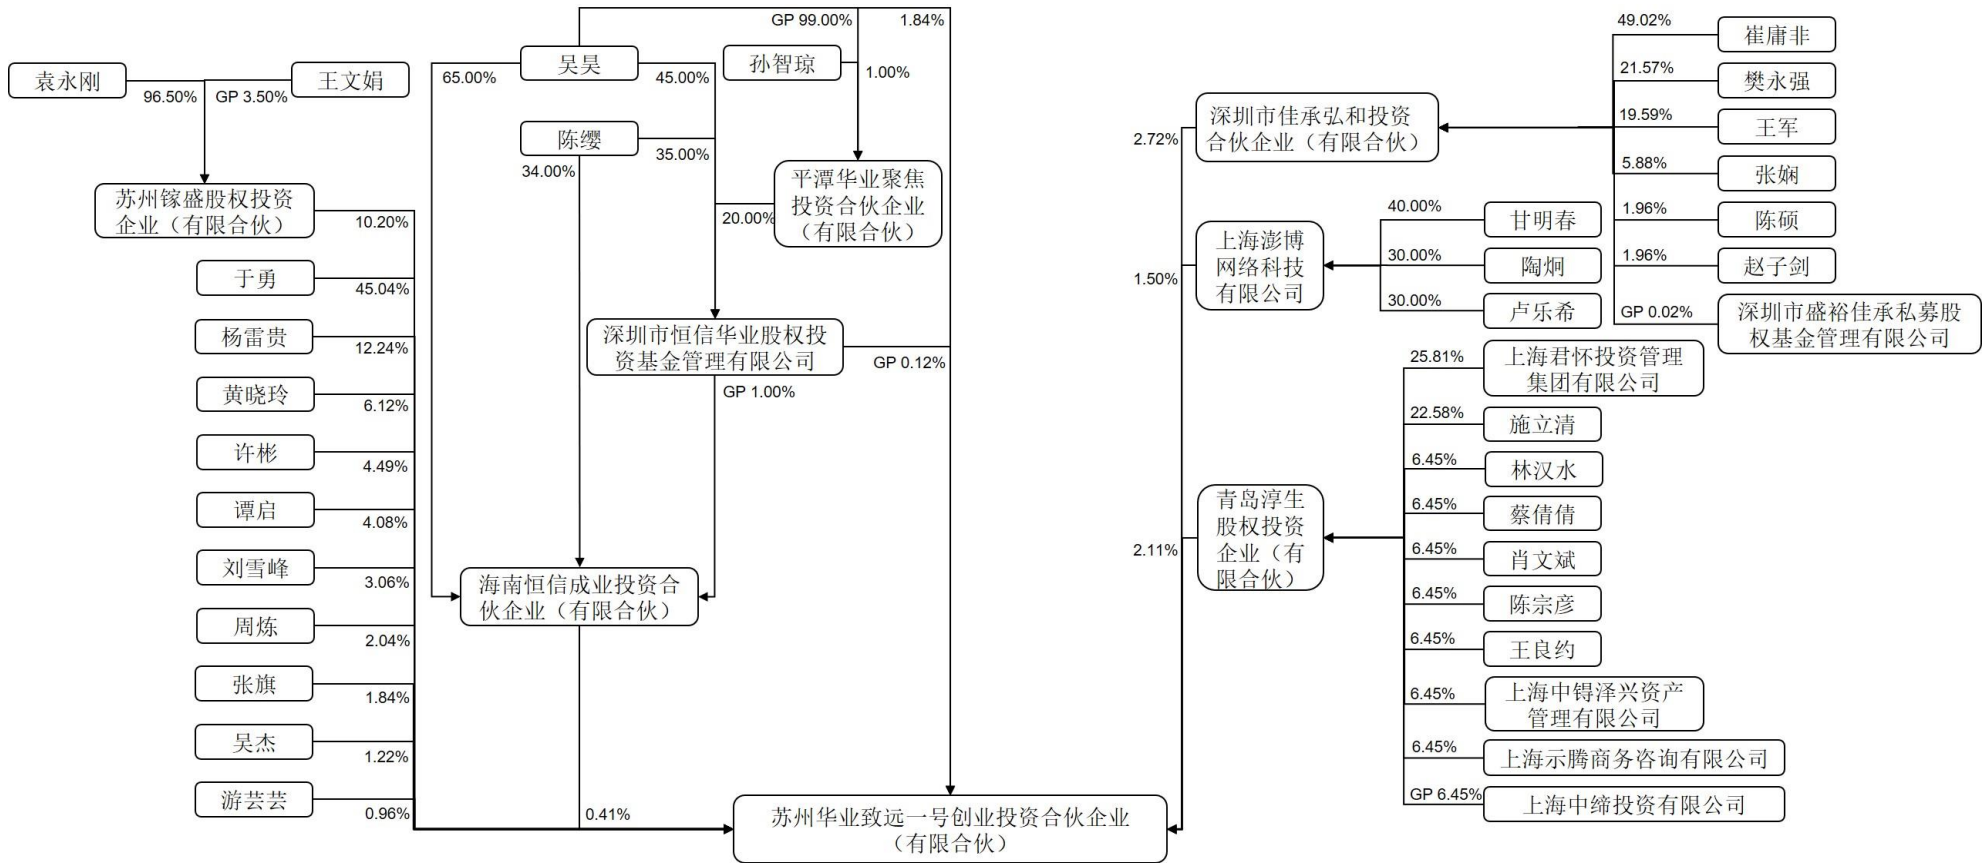 GP 99.00%
1.84%
吴昊
孙智琼
65.00%
45.00%
1.00%
袁永刚
王文娟
96.50%
GP 3.50%
陈缨
34.00%
35.00%
平潭华业聚焦
投资合伙企业
（有限合伙）
20.00%
苏州镓盛股权投资
企业（有限合伙）
10.20%
于勇
45.04%
杨雷贵
12.24%
黄晓玲
6.12%
许彬
4.49%
谭启
4.08%
刘雪峰
3.06%
周炼
2.04%
张旗
1.84%
吴杰
1.22%
游芸芸
0.96%
深圳市恒信华业股权投
资基金管理有限公司
GP 0.12%
GP 1.00%
海南恒信成业投资合
伙企业（有限合伙）
0.41%
苏州华业致远一号创业投资合伙企业
（有限合伙）
2.72%
深圳市佳承弘和投资
合伙企业（有限合伙）
49.02%
崔庸非
21.57%
樊永强
19.59%
王军
5.88%
张娴
1.96%
陈硕
1.96%
赵子剑
GP 0.02%
深圳市盛裕佳承私募股
权基金管理有限公司
1.50%
上海澎博
网络科技
有限公司
40.00%
甘明春
30.00%
陶炯
30.00%
卢乐希
2.11%
青岛淳生
股权投资
企业（有
限合伙）
25.81%
上海君怀投资管理
集团有限公司
22.58%
施立清
6.45%
林汉水
6.45%
蔡倩倩
6.45%
肖文斌
6.45%
陈宗彦
6.45%
王良约
6.45%
上海中锝泽兴资产
管理有限公司
6.45%
上海示腾商务咨询有限公司
GP 6.45%
上海中缔投资有限公司